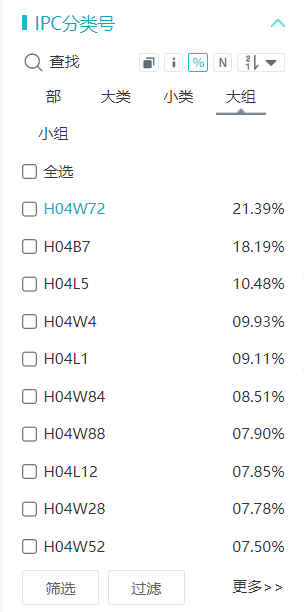 IPC分类号
查找 i % N 21
部 大类 小类 大组
小组
全选
H04W72 21.39%
H04B7 18.19%
H04L5 10.48%
H04W4 09.93%
H04L1 09.11%
H04W84 08.51%
H04W88 07.90%
H04L12 07.85%
H04W28 07.78%
H04W52 07.50%
筛选 过滤 更多>>